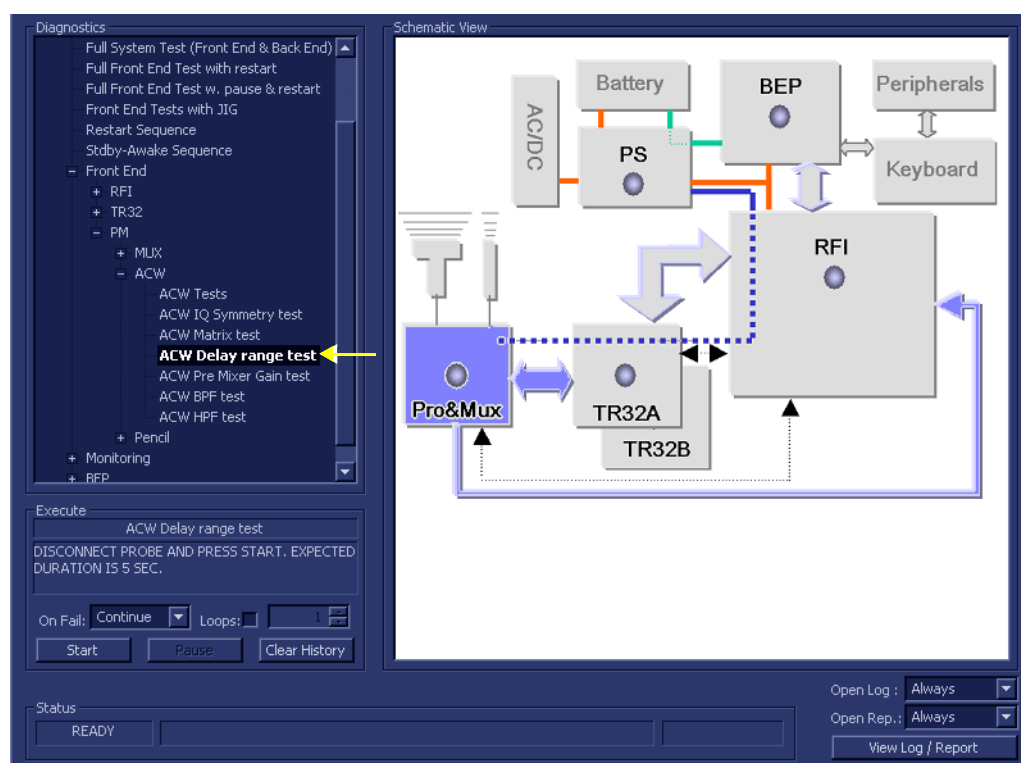 Diagnostics
Full System Test (Front End & Back End)
Full Front End Test with restart
Full Front End Test w. pause & restart
Front End Tests with JIG
Restart Sequence
Stdby-Awake Sequence
Front End
RFI
TR32
PM
MUX
ACW
ACW Tests
ACW IQ Symmetry test
ACW Matrix test
ACW Delay range test
ACW Pre Mixer Gain test
ACW BPF test
ACW HPF test
Pencil
Monitoring
BEP
Execute
ACW Delay range test
DISCONNECT PROBE AND PRESS START. EXPECTED
DURATION IS 5 SEC.
On Fail: Continue Loops: 1
Start Pause Clear History
Schematic View
AC/DC
Battery
BEP
Peripherals
PS
Keyboard
RFI
Pro&Mux
TR32A
TR32B
Status
READY
Open Log : Always
Open Rep.: Always
View Log / Report